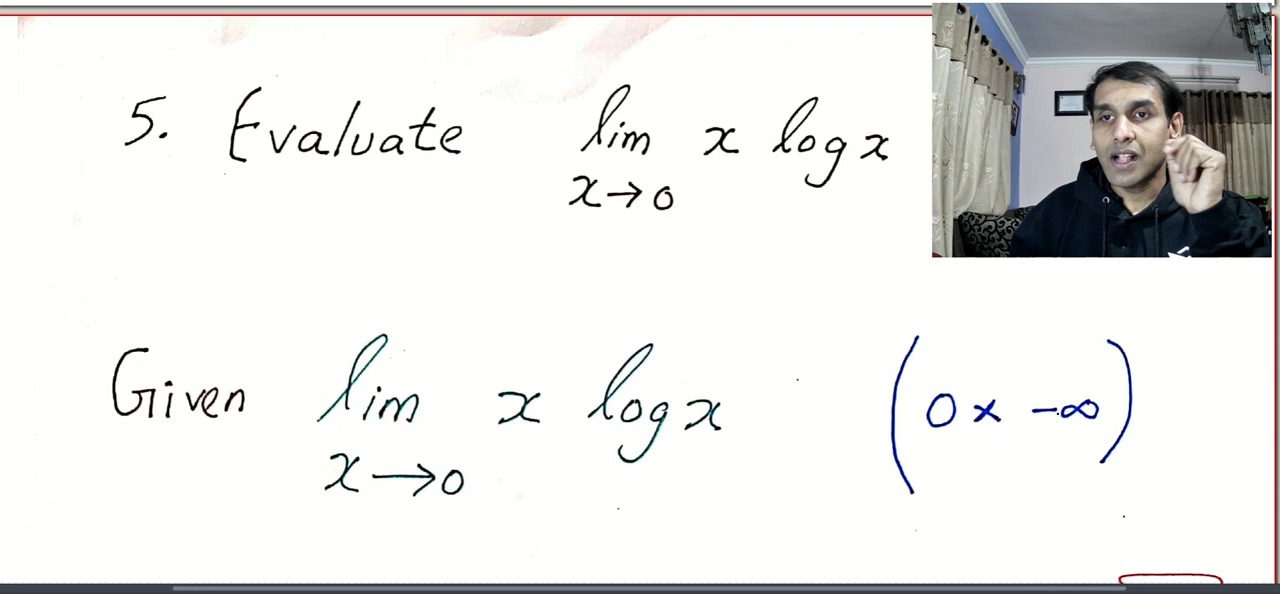 5. Evaluate lim x log x
x→0
Given lim x log x (0 × -∞)
x→0